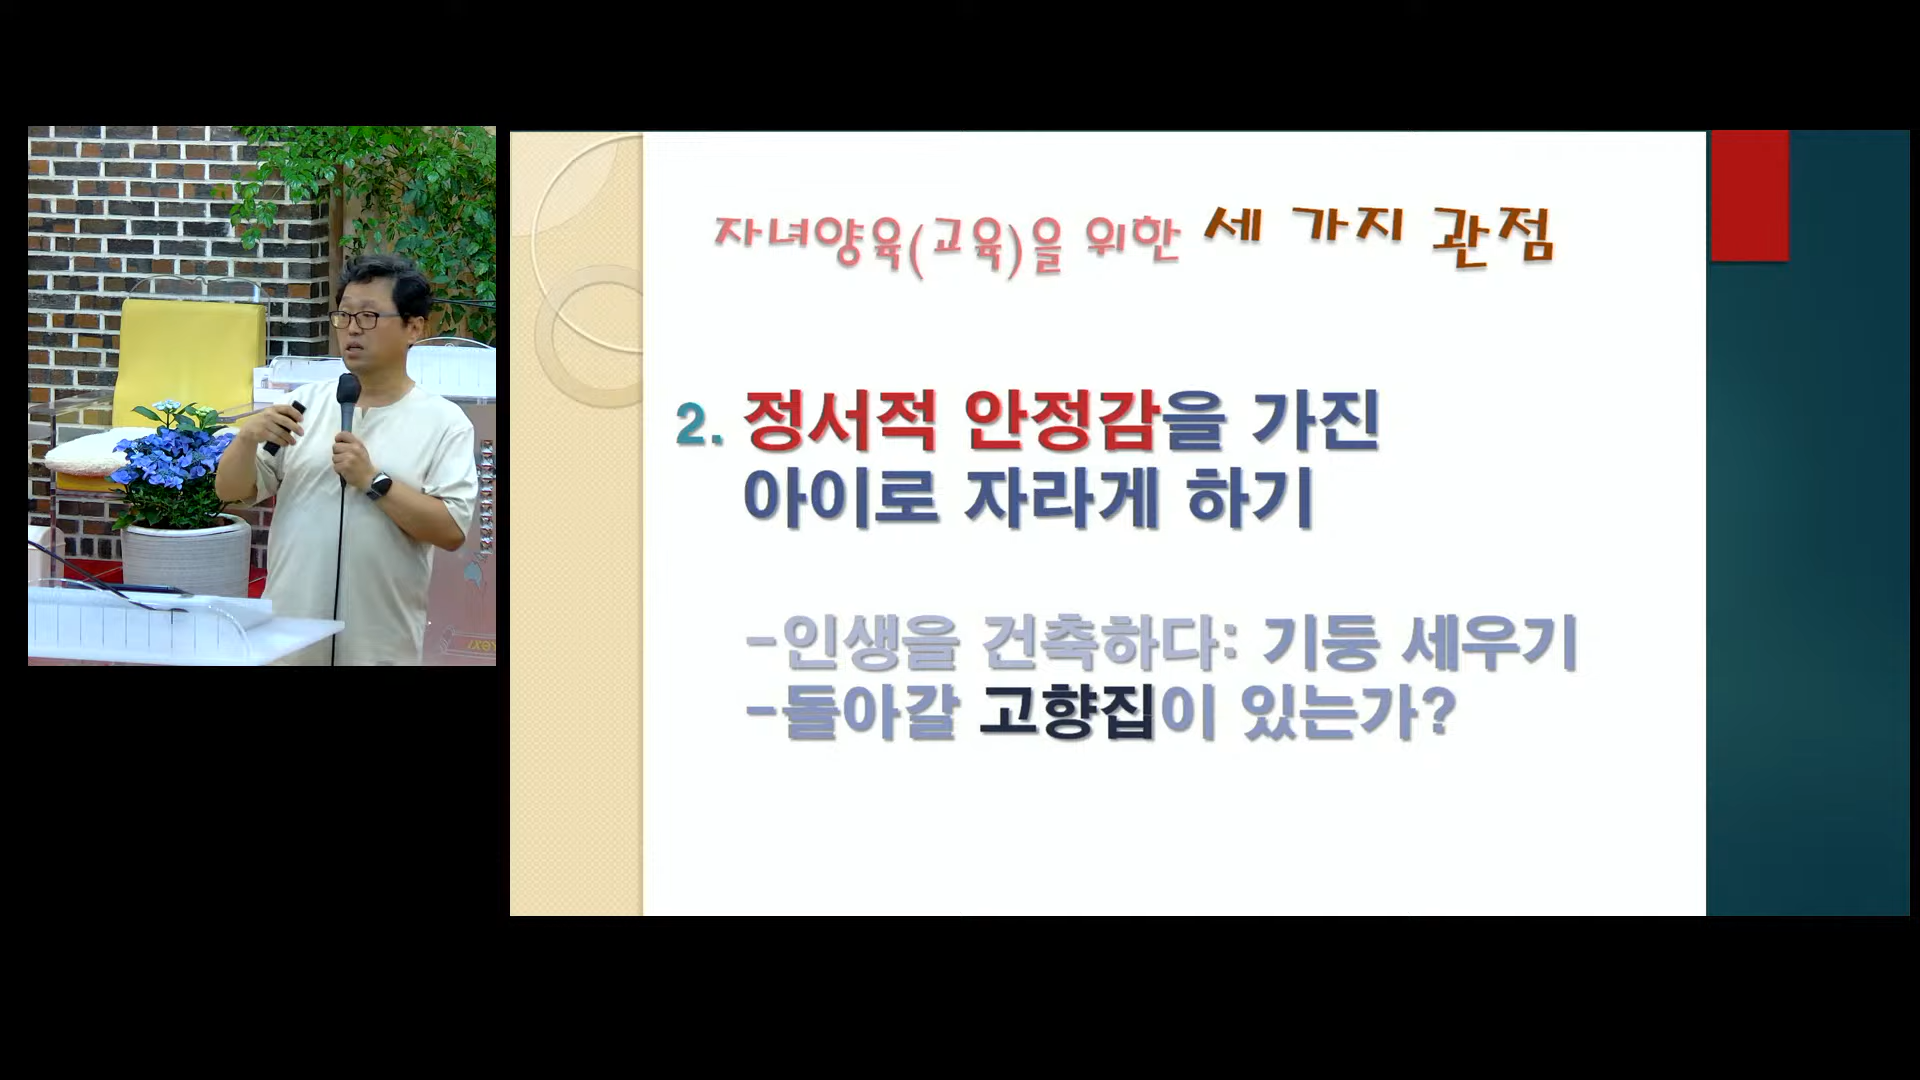 자녀양육(교육)을 위한 세 가지 관점
2. 정서적 안정감을 가진
아이로 자라게 하기
-인생을 건축하다: 기둥 세우기
-돌아갈 고향집이 있는가?